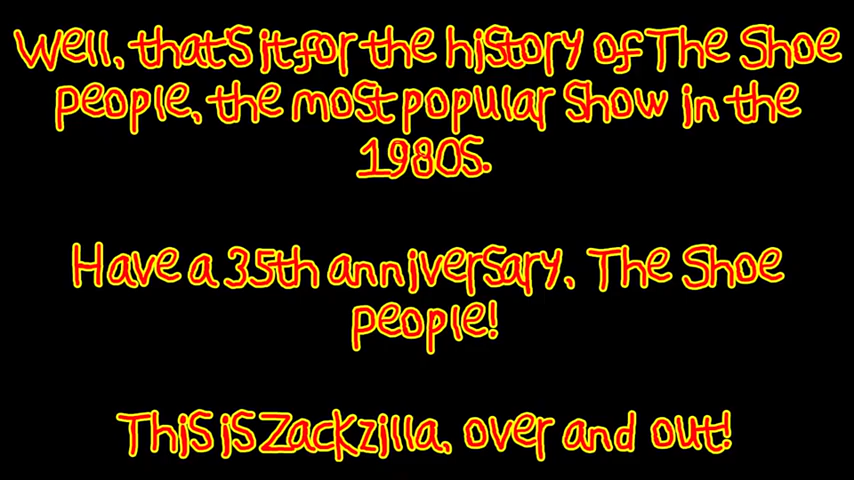 Well, that's it for the history of The Shoe
People, the most popular show in the
1980s.
Have a 35th anniversary, The Shoe
People!
This is Zackzilla, over and out!